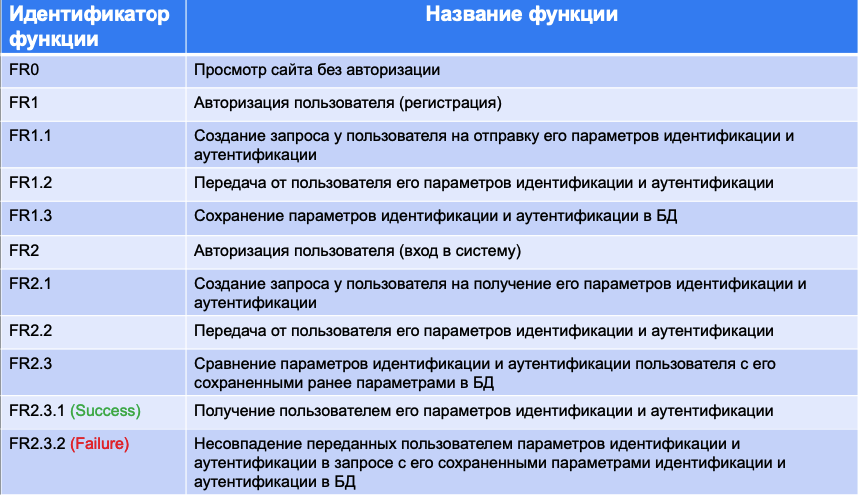 Идентификатор функции
Название функции
FR0
Просмотр сайта без авторизации
FR1
Авторизация пользователя (регистрация)
FR1.1
Создание запроса у пользователя на отправку его параметров идентификации и
аутентификации
FR1.2
Передача от пользователя его параметров идентификации и аутентификации
FR1.3
Сохранение параметров идентификации и аутентификации в БД
FR2
Авторизация пользователя (вход в систему)
FR2.1
Создание запроса у пользователя на получение его параметров идентификации и
аутентификации
FR2.2
Передача от пользователя его параметров идентификации и аутентификации
FR2.3
Сравнение параметров идентификации и аутентификации пользователя с его
сохраненными ранее параметрами в БД
FR2.3.1 (Success)
Получение пользователем его параметров идентификации и аутентификации
FR2.3.2 (Failure)
Несовпадение переданных пользователем параметров идентификации и
аутентификации в запросе с его сохраненными параметрами идентификации и
аутентификации в БД